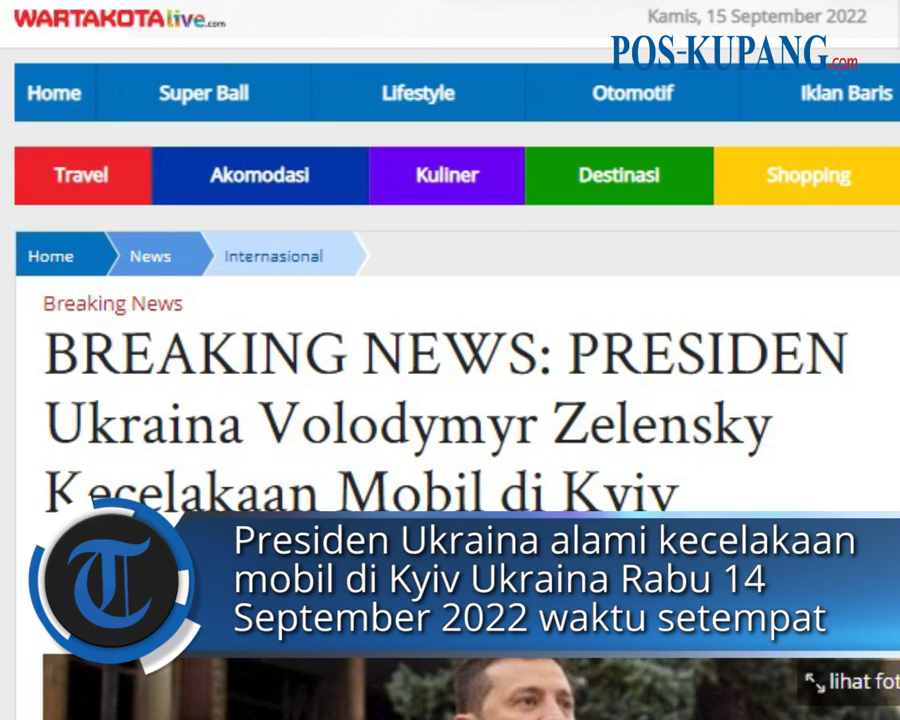 WARTAKOTAlive.com
Kamis, 15 September 2022
POS-KUPANG.com
Home Super Ball Lifestyle Otomotif Iklan Baris
Travel Akomodasi Kuliner Destinasi Shopping
Home News Internasional
Breaking News
BREAKING NEWS: PRESIDEN
Ukraina Volodymyr Zelensky
Kecelakaan Mobil di Kyiv
T
Presiden Ukraina alami kecelakaan
mobil di Kyiv Ukraina Rabu 14
September 2022 waktu setempat
lihat fot